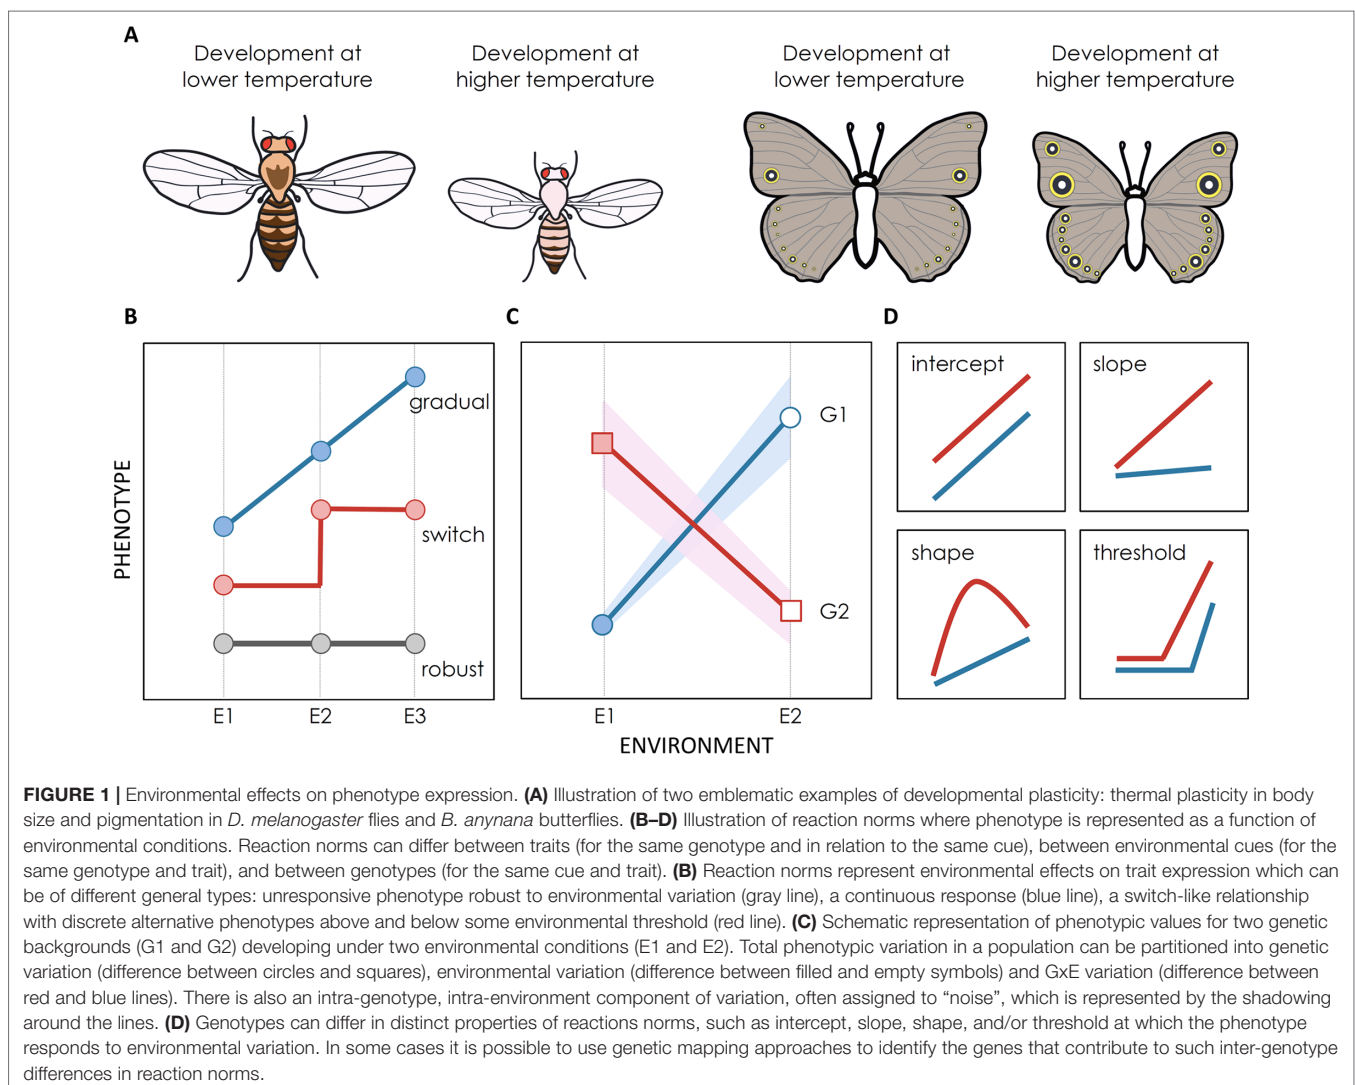 A
Development at
lower temperature
Development at
higher temperature
Development at
lower temperature
Development at
higher temperature
B
PHENOTYPE
gradual
switch
robust
E1
E2
E3
C
G1
G2
E1
E2
ENVIRONMENT
D
intercept
slope
shape
threshold
FIGURE 1 | Environmental effects on phenotype expression. (A) Illustration of two emblematic examples of developmental plasticity: thermal plasticity in body
size and pigmentation in D. melanogaster flies and B. anynana butterflies. (B–D) Illustration of reaction norms where phenotype is represented as a function of
environmental conditions. Reaction norms can differ between traits (for the same genotype and in relation to the same cue), between environmental cues (for the
same genotype and trait), and between genotypes (for the same cue and trait). (B) Reaction norms represent environmental effects on trait expression which can
be of different general types: unresponsive phenotype robust to environmental variation (gray line), a continuous response (blue line), a switch-like relationship
with discrete alternative phenotypes above and below some environmental threshold (red line). (C) Schematic representation of phenotypic values for two genetic
backgrounds (G1 and G2) developing under two environmental conditions (E1 and E2). Total phenotypic variation in a population can be partitioned into genetic
variation (difference between circles and squares), environmental variation (difference between filled and empty symbols) and GxE variation (difference between
red and blue lines). There is also an intra-genotype, intra-environment component of variation, often assigned to “noise”, which is represented by the shadowing
around the lines. (D) Genotypes can differ in distinct properties of reactions norms, such as intercept, slope, shape, and/or threshold at which the phenotype
responds to environmental variation. In some cases it is possible to use genetic mapping approaches to identify the genes that contribute to such inter-genotype
differences in reaction norms.